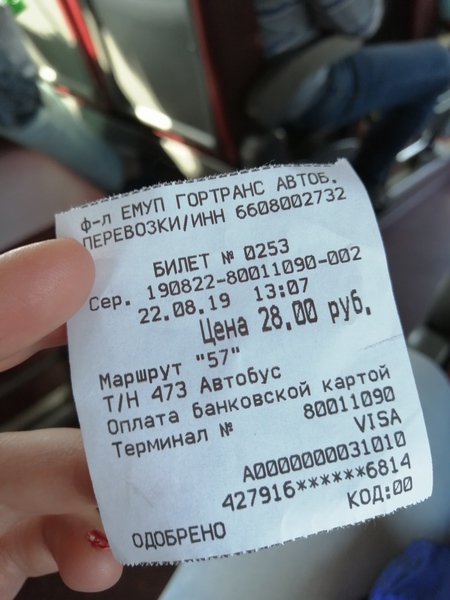 ф-л ЕМУП ГОРТРАНС АВТОБ.
ПЕРЕВОЗКИ/ИНН 6608002732
БИЛЕТ № 0253
Сер. 190822-80011090-002
22.08.19 13:07
Цена 28.00 руб.
Маршрут "57"
Т/Н 473 Автобус
Оплата банковской картой
Терминал № 80011090
VISA
A0000000031010
427916******6814
КОД:00
ОДОБРЕНО